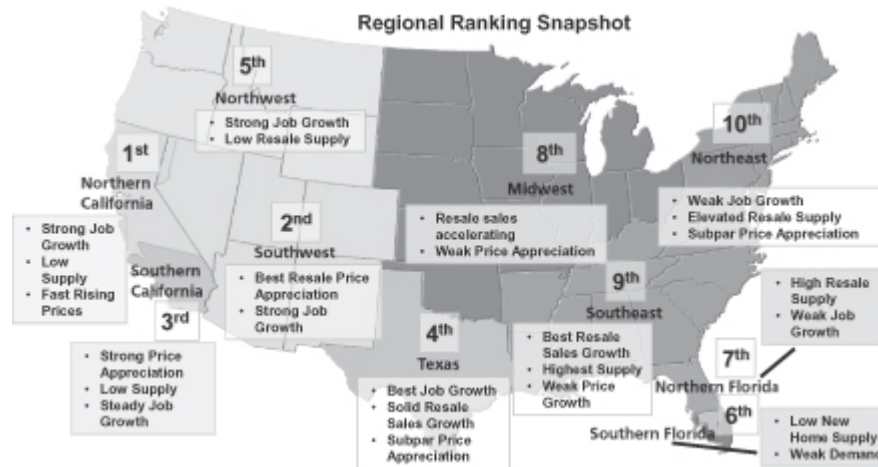 Regional Ranking Snapshot
5th
Northwest
• Strong Job Growth
• Low Resale Supply
1st
Northern
California
• Strong Job
Growth
• Low
Supply
• Fast Rising
Prices
2nd
Southwest
• Best Resale Price
Appreciation
• Strong Job
Growth
Southern
California
3rd
• Strong Price
Appreciation
• Low Supply
• Steady Job
Growth
4th
Texas
• Best Job Growth
• Solid Resale
Sales Growth
• Subpar Price
Appreciation
8th
Midwest
• Resale sales
accelerating
• Weak Price Appreciation
10th
Northeast
• Weak Job Growth
• Elevated Resale Supply
• Subpar Price Appreciation
9th
Southeast
• Best Resale
Sales Growth
• Highest Supply
• Weak Price
Growth
7th
Northern Florida
• High Resale
Supply
• Weak Job
Growth
6th
Southern Florida
• Low New
Home Supply
• Weak Demand